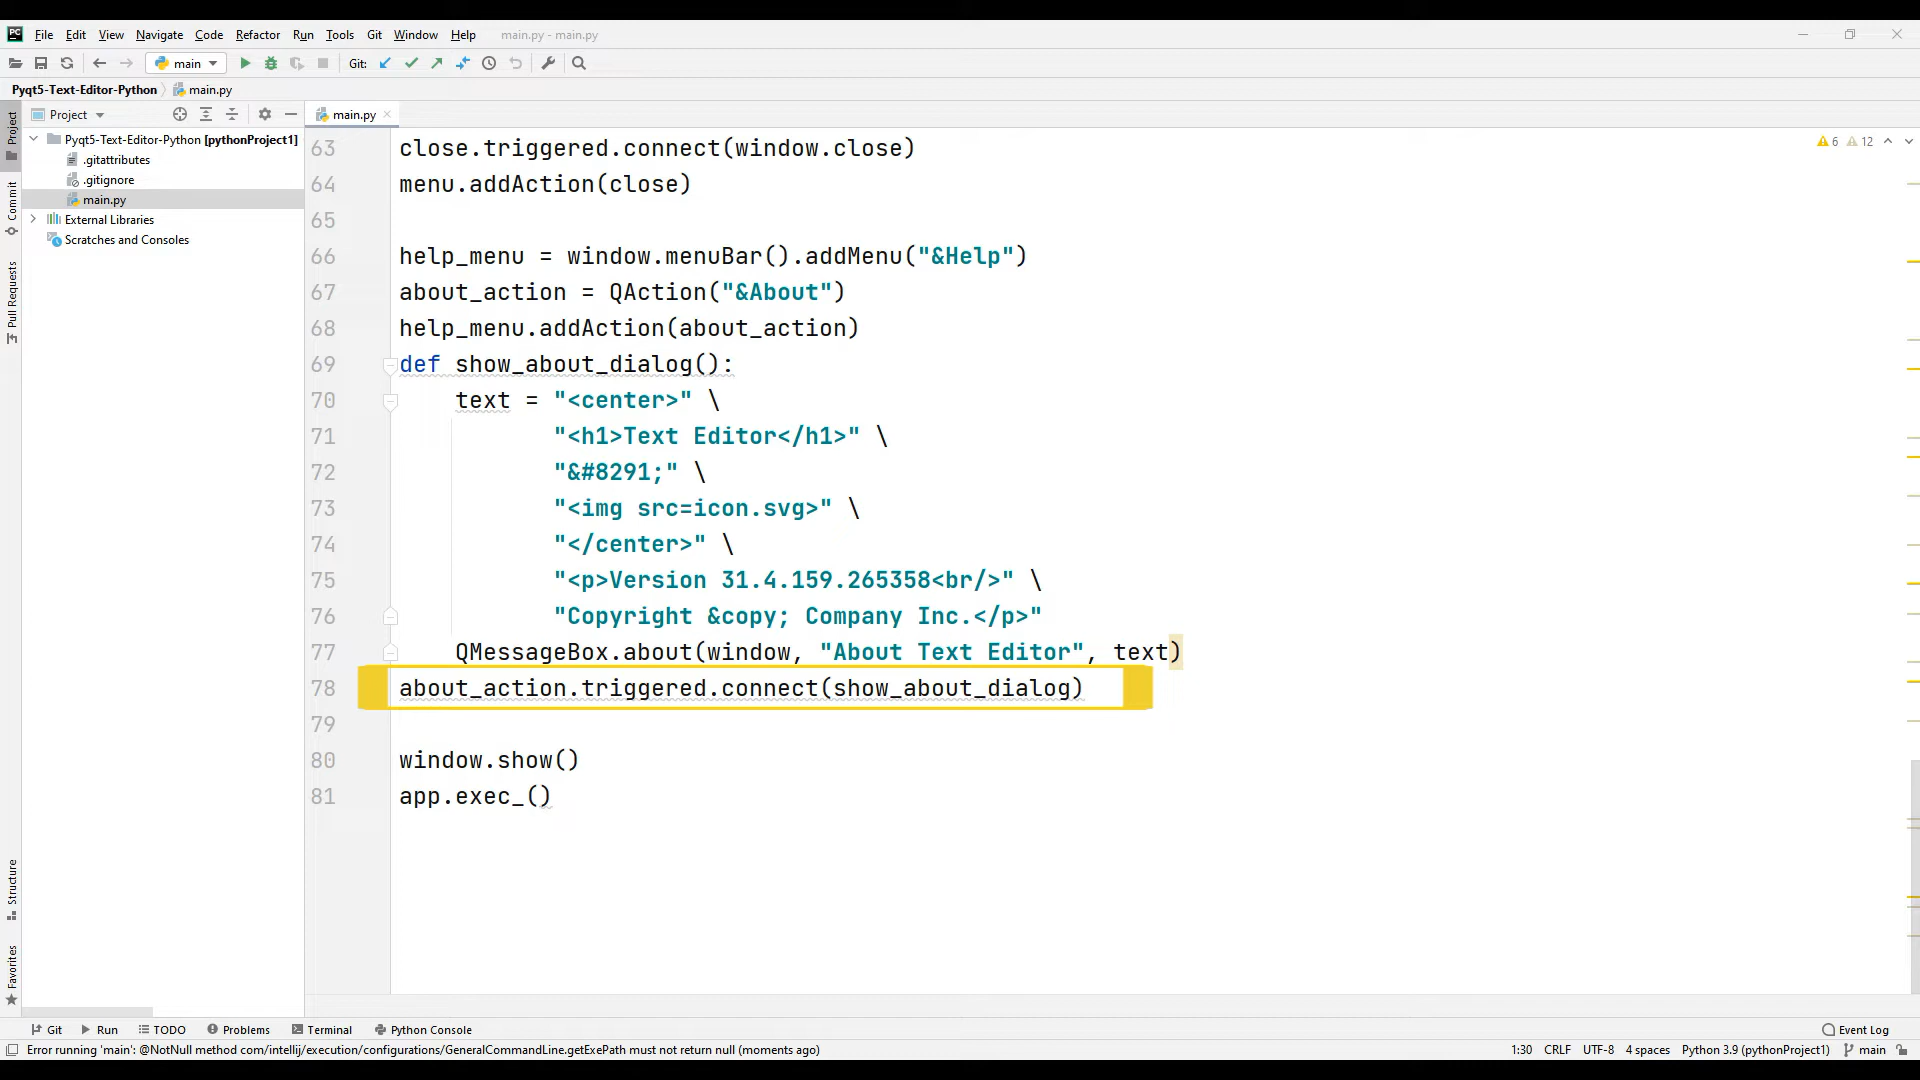 PC File Edit View Navigate Code Refactor Run Tools Git Window Help main.py - main.py
main Git:
Pyqt5-Text-Editor-Python main.py
Project main.py
Pyqt5-Text-Editor-Python [pythonProject1]
.gitattributes
.gitignore
main.py
External Libraries
Scratches and Consoles
Project
Commit
Pull Requests
Structure
Favorites
6 12
63 close.triggered.connect(window.close)
64 menu.addAction(close)
65
66 help_menu = window.menuBar().addMenu("&Help")
67 about_action = QAction("&About")
68 help_menu.addAction(about_action)
69 def show_about_dialog():
70 text = "<center>" \
71 "<h1>Text Editor</h1>" \
72 "&#8291;" \
73 "<img src=icon.svg>" \
74 "</center>" \
75 "<p>Version 31.4.159.265358<br/>" \
76 "Copyright &copy; Company Inc.</p>"
77 QMessageBox.about(window, "About Text Editor", text)
78 about_action.triggered.connect(show_about_dialog)
79
80 window.show()
81 app.exec_()
Git Run TODO Problems Terminal Python Console Event Log
Error running 'main': @NotNull method com/intellij/execution/configurations/GeneralCommandLine.getExePath must not return null (moments ago) 1:30 CRLF UTF-8 4 spaces Python 3.9 (pythonProject1) main